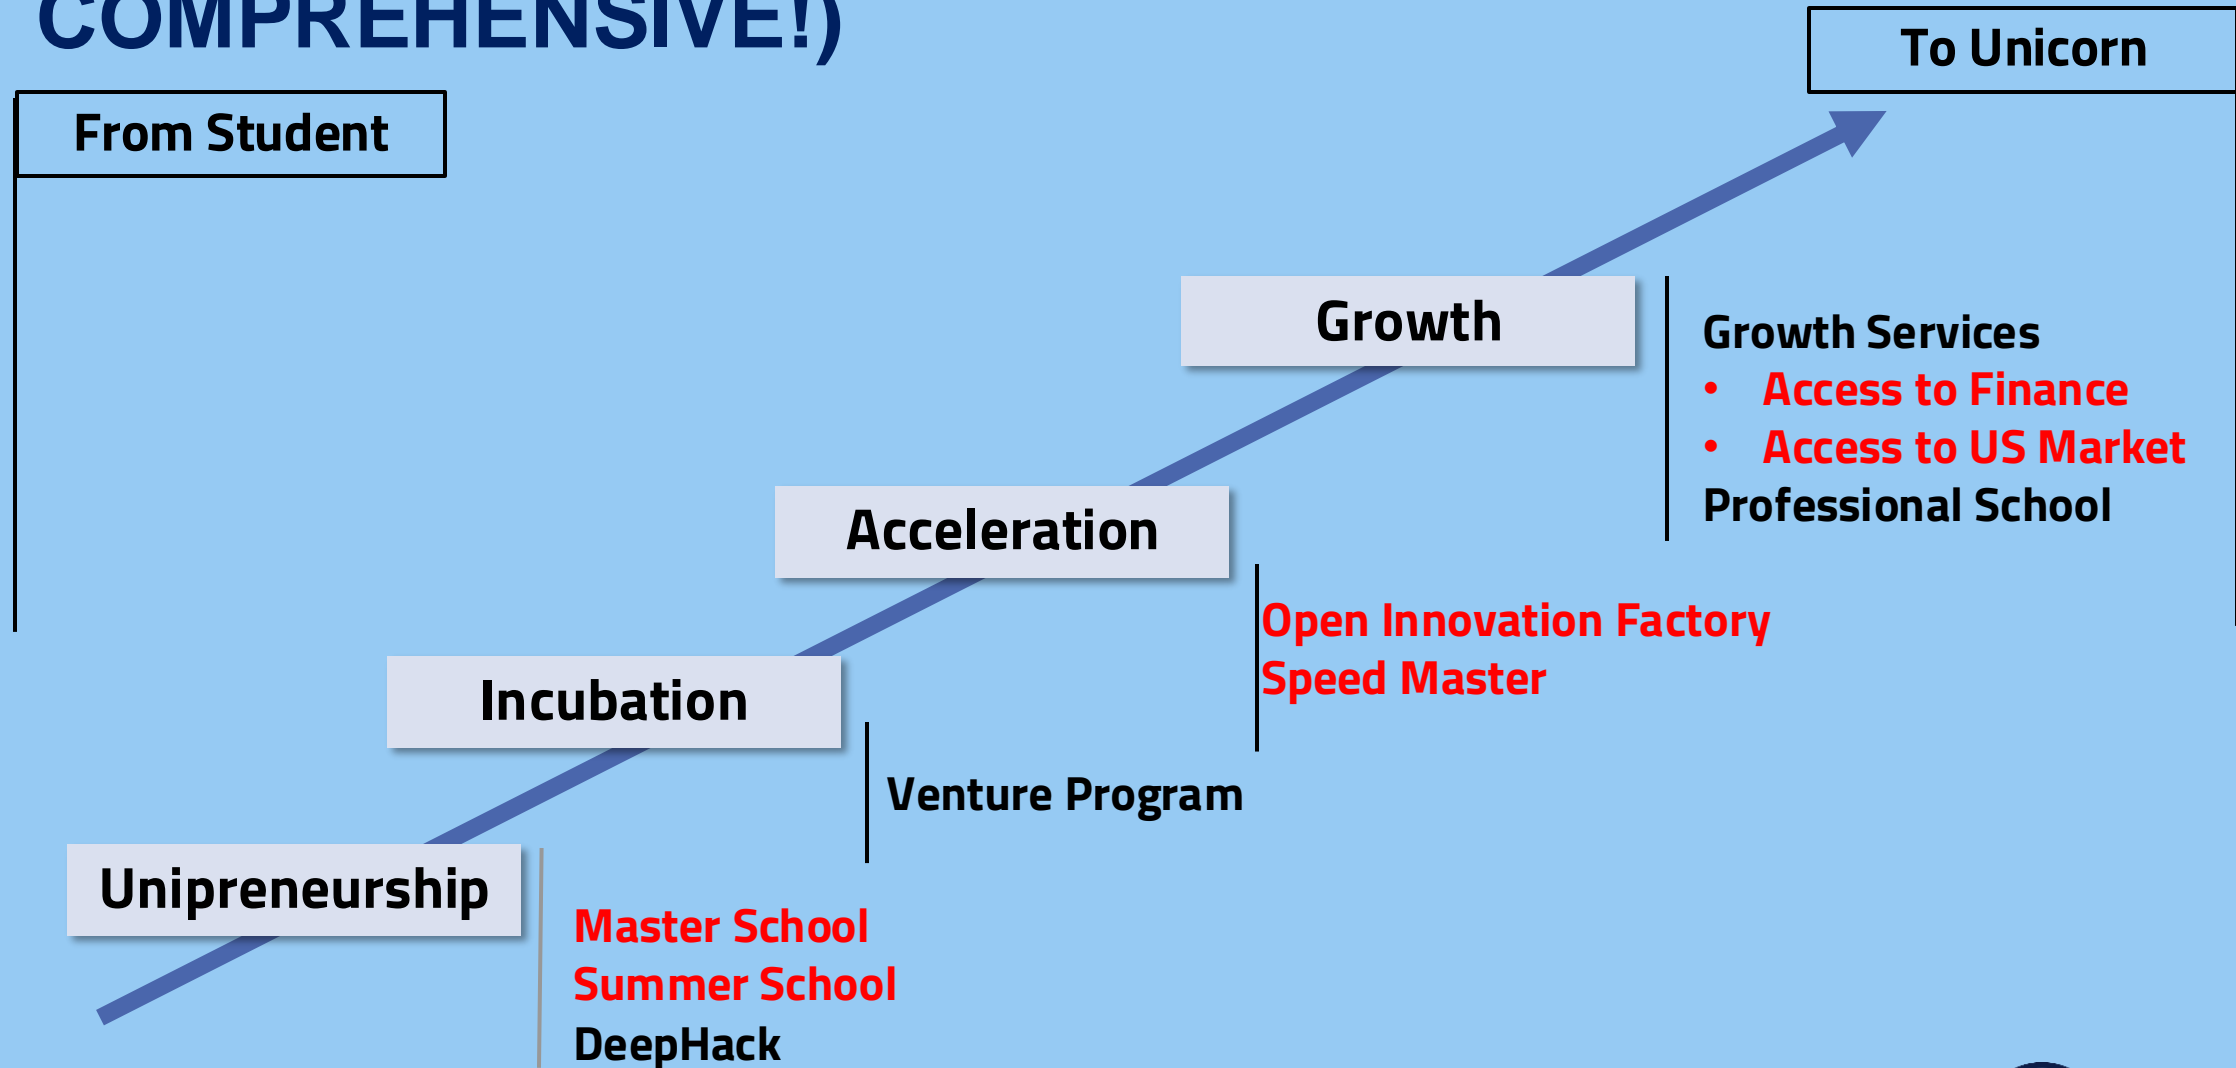 COMPREHENSIVE!)
To Unicorn
From Student
Growth
Growth Services
• Access to Finance
• Access to US Market
Professional School
Acceleration
Open Innovation Factory
Speed Master
Incubation
Venture Program
Unipreneurship
Master School
Summer School
DeepHack